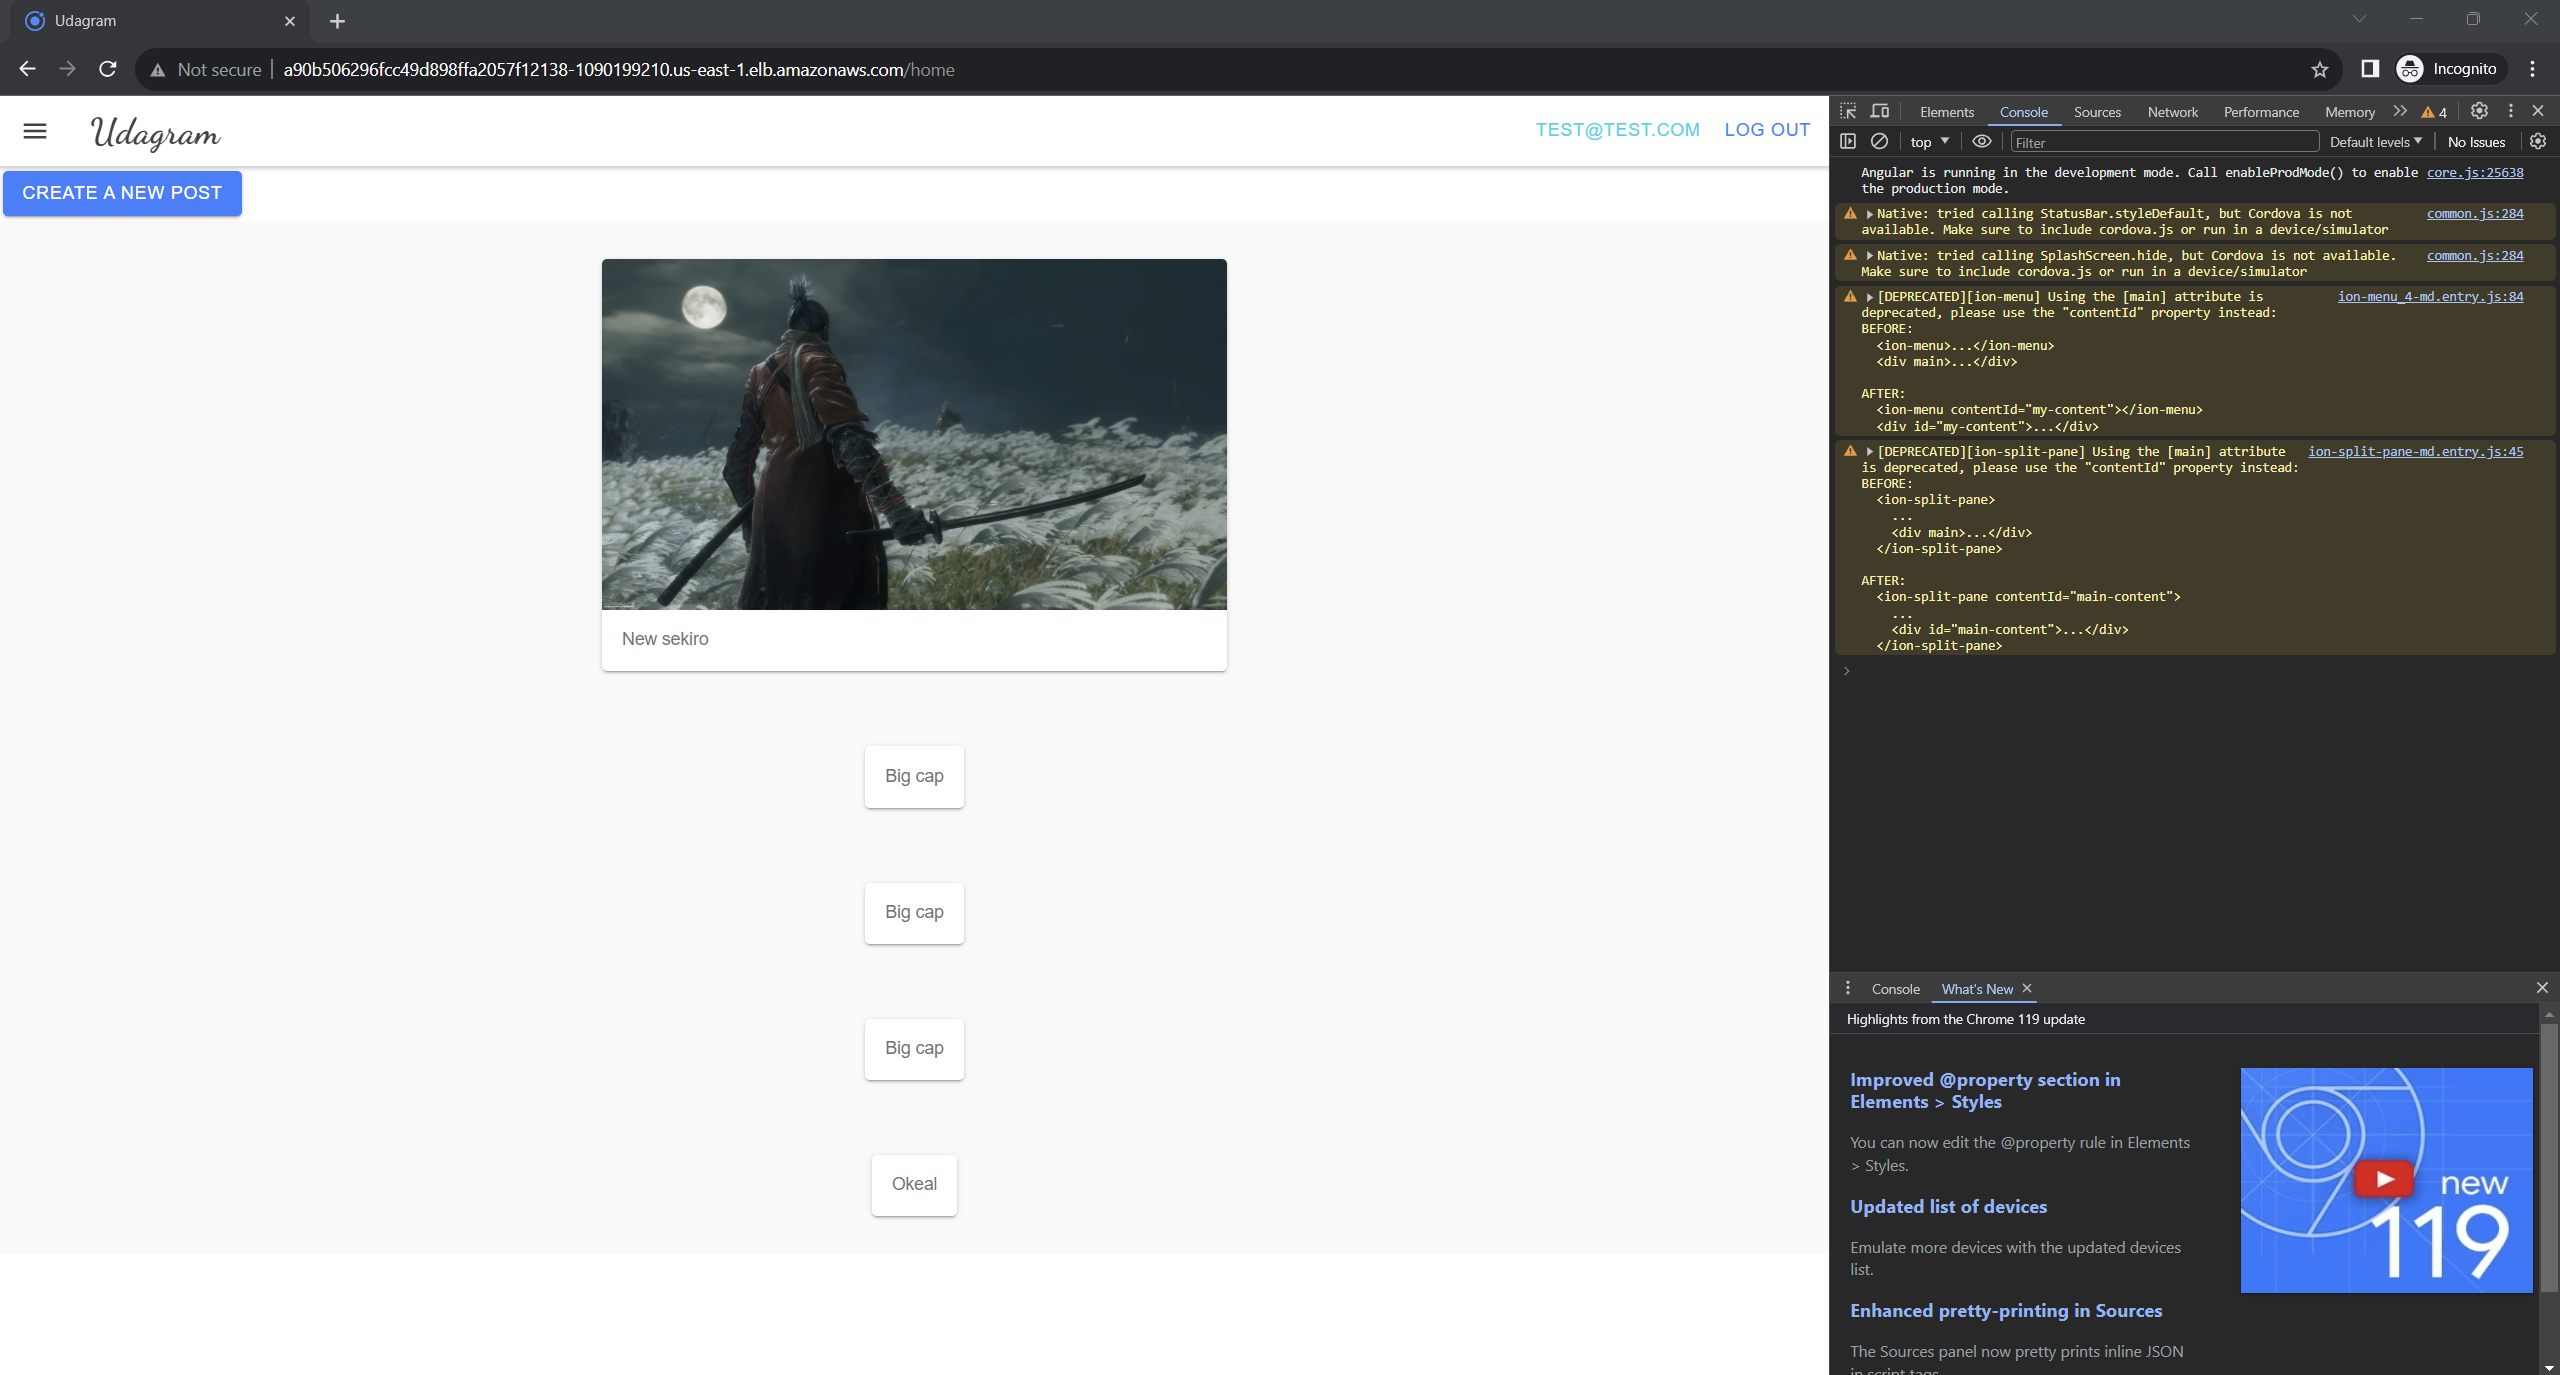 Udagram
Not secure
a90b506296fcc49d898ffa2057f12138-1090199210.us-east-1.elb.amazonaws.com/home
Incognito
Udagram
TEST@TEST.COM
LOG OUT
CREATE A NEW POST
New sekiro
Big cap
Big cap
Big cap
Okeal
Elements Console Sources Network Performance Memory 4
top Filter Default levels No Issues
Angular is running in the development mode. Call enableProdMode() to enable core.js:25638
the production mode.
Native: tried calling StatusBar.styleDefault, but Cordova is not common.js:284
available. Make sure to include cordova.js or run in a device/simulator
Native: tried calling SplashScreen.hide, but Cordova is not available. common.js:284
Make sure to include cordova.js or run in a device/simulator
[DEPRECATED][ion-menu] Using the [main] attribute is ion-menu_4-md.entry.js:84
deprecated, please use the "contentId" property instead:
BEFORE:
<ion-menu>...</ion-menu>
<div main>...</div>
AFTER:
<ion-menu contentId="my-content"></ion-menu>
<div id="my-content">...</div>
[DEPRECATED][ion-split-pane] Using the [main] attribute ion-split-pane-md.entry.js:45
is deprecated, please use the "contentId" property instead:
BEFORE:
<ion-split-pane>
...
<div main>...</div>
</ion-split-pane>
AFTER:
<ion-split-pane contentId="main-content">
...
<div id="main-content">...</div>
</ion-split-pane>
Console What's New
Highlights from the Chrome 119 update
Improved @property section in
Elements > Styles
You can now edit the @property rule in Elements
> Styles.
Updated list of devices
Emulate more devices with the updated devices
list.
Enhanced pretty-printing in Sources
The Sources panel now pretty prints inline JSON
in script tags.
new
119